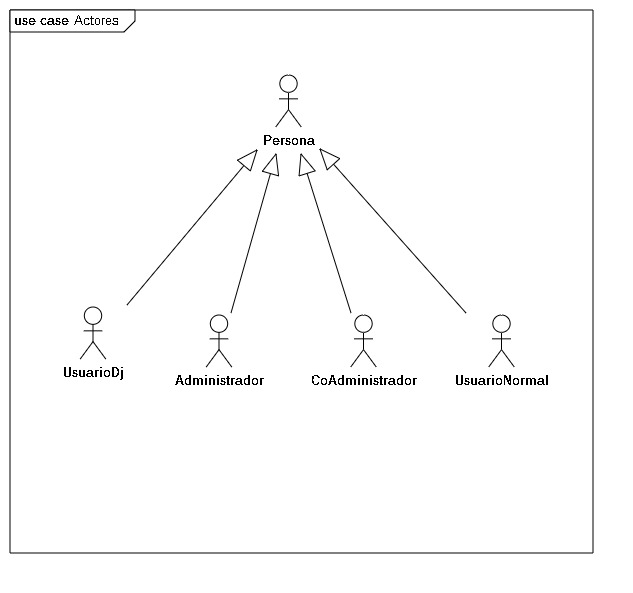 use case Actores
Persona
UsuarioDj
Administrador
CoAdministrador
UsuarioNormal